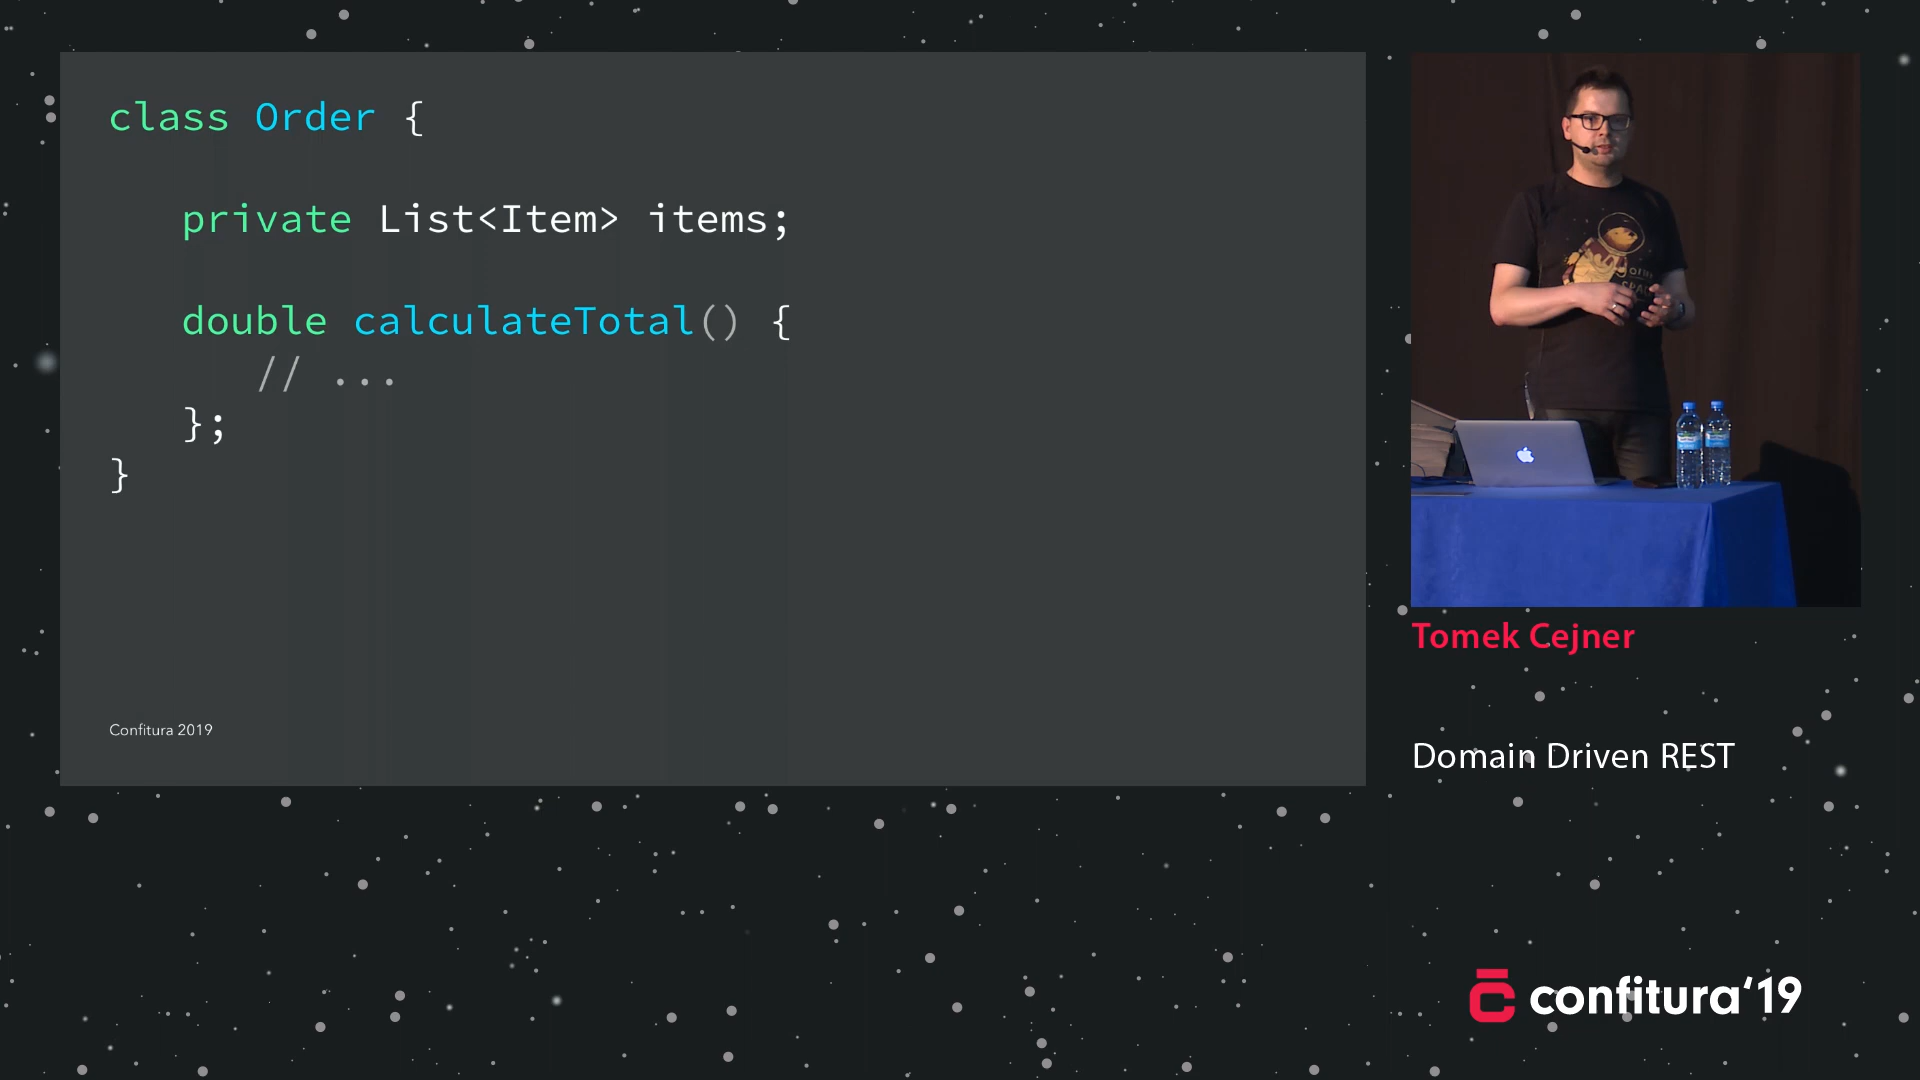 class Order {
private List<Item> items;
double calculateTotal() {
// ...
};
}
Confitura 2019
Tomek Cejner
Domain Driven REST
confitura‘19